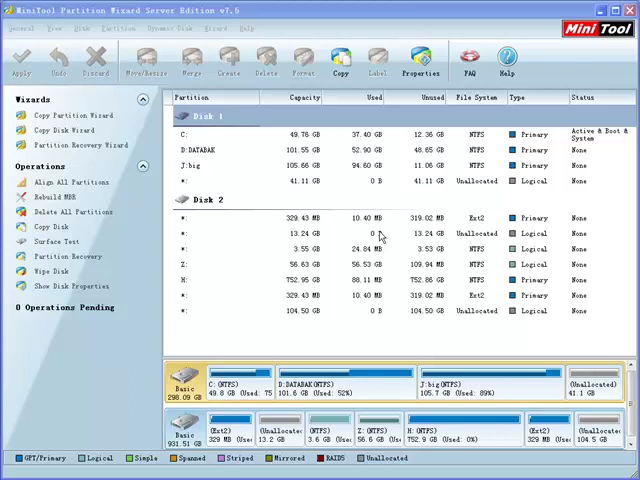 MiniTool Partition Wizard Server Edition v7.5
General View Disk Partition Dynamic Disk Wizard Help
Mini Tool
Apply Undo Discard Move/Resize Merge Create Delete Format Copy Label Properties FAQ Help
Wizards
Copy Partition Wizard
Copy Disk Wizard
Partition Recovery Wizard
Operations
Align All Partitions
Rebuild MBR
Delete All Partitions
Copy Disk
Surface Test
Partition Recovery
Wipe Disk
Show Disk Properties
0 Operations Pending
Partition Capacity Used Unused File System Type Status
Disk 1
C: 49.76 GB 37.40 GB 12.36 GB NTFS Primary Active & Boot & System
D:DATABAK 101.55 GB 52.90 GB 48.65 GB NTFS Primary None
J:big 105.66 GB 94.60 GB 11.06 GB NTFS Primary None
*: 41.11 GB 0 B 41.11 GB Unallocated Logical None
Disk 2
*: 329.43 MB 10.40 MB 319.02 MB Ext2 Primary None
*: 13.24 GB 0 13.24 GB Unallocated Logical None
*: 3.55 GB 24.84 MB 3.53 GB NTFS Logical None
Z: 56.63 GB 56.53 GB 109.94 MB NTFS Logical None
H: 752.95 GB 88.11 MB 752.86 GB NTFS Primary None
*: 329.43 MB 10.40 MB 319.02 MB Ext2 Primary None
*: 104.50 GB 0 B 104.50 GB Unallocated Logical None
Basic
298.09 GB
C: (NTFS)
49.8 GB (Used: 75
D:DATABAK(NTFS)
101.6 GB (Used: 52%)
J:big(NTFS)
105.7 GB (Used: 89%)
(Unallocated)
41.1 GB
Basic
931.51 GB
(Ext2)
329 MB (Use
(Unallocated
13.2 GB
(NTFS)
3.6 GB (Use
Z:(NTFS)
56.6 GB (Us
H:(NTFS)
752.9 GB (Used: 0%)
(Ext2)
329 MB (Use
(Unallocated
104.5 GB
GPT/Primary Logical Simple Spanned Striped Mirrored RAID5 Unallocated